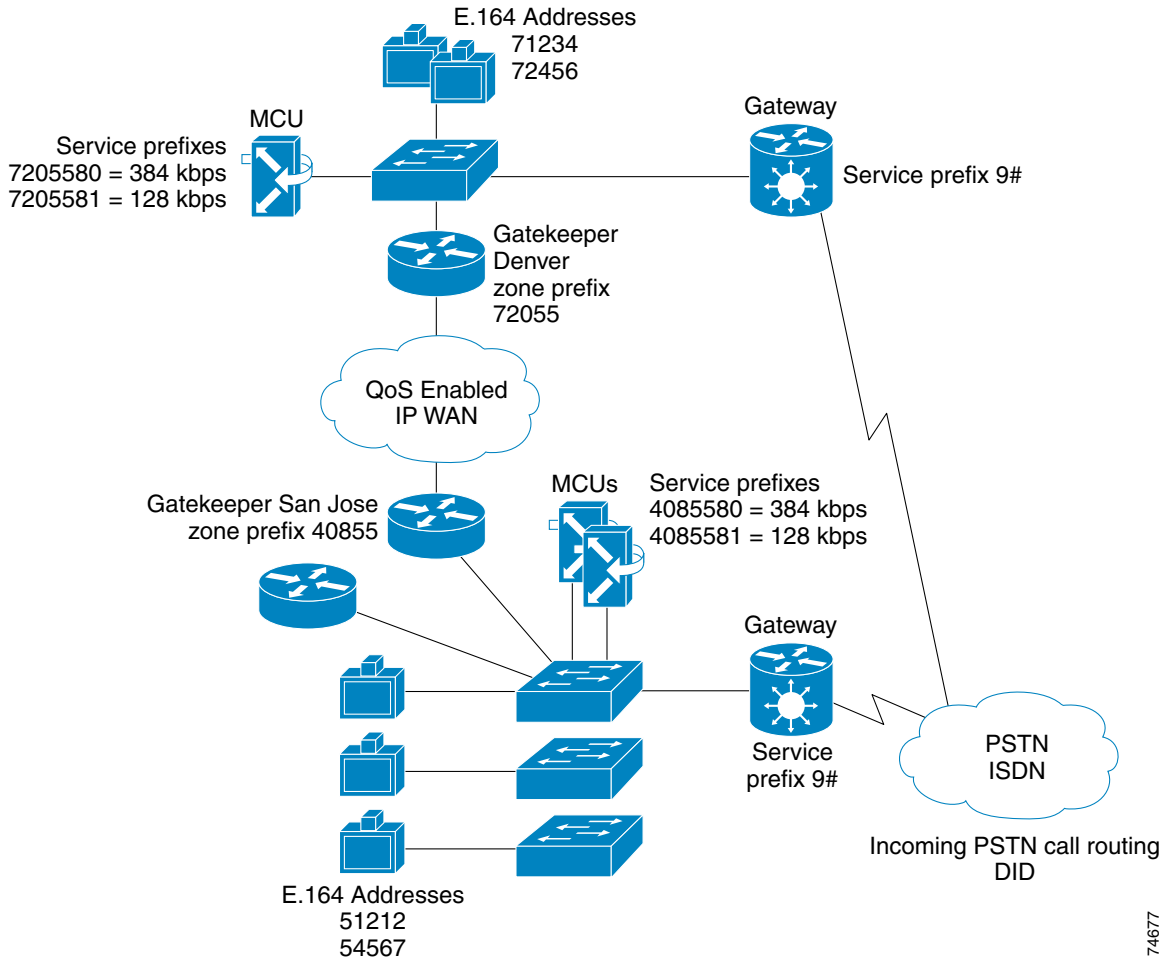 E.164 Addresses
71234
72456
MCU
Service prefixes
7205580 = 384 kbps
7205581 = 128 kbps
Gateway
Service prefix 9#
Gatekeeper
Denver
zone prefix
72055
QoS Enabled
IP WAN
Gatekeeper San Jose
zone prefix 40855
MCUs
Service prefixes
4085580 = 384 kbps
4085581 = 128 kbps
Gateway
Service
prefix 9#
PSTN
ISDN
Incoming PSTN call routing
DID
E.164 Addresses
51212
54567
74677